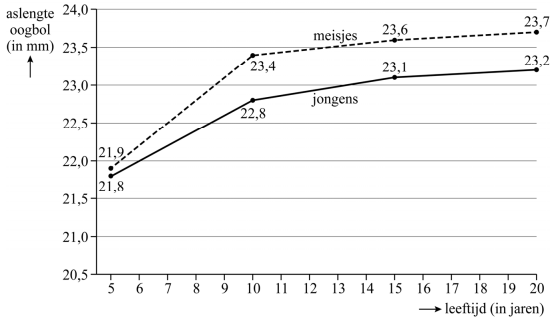 aslengte
oogbol
(in mm)
24,0
23,5
23,0
22,5
22,0
21,5
21,0
20,5
meisjes
jongens
21,9
23,4
23,6
23,7
21,8
22,8
23,1
23,2
5 6 7 8 9 10 11 12 13 14 15 16 17 18 19 20
leeftijd (in jaren)